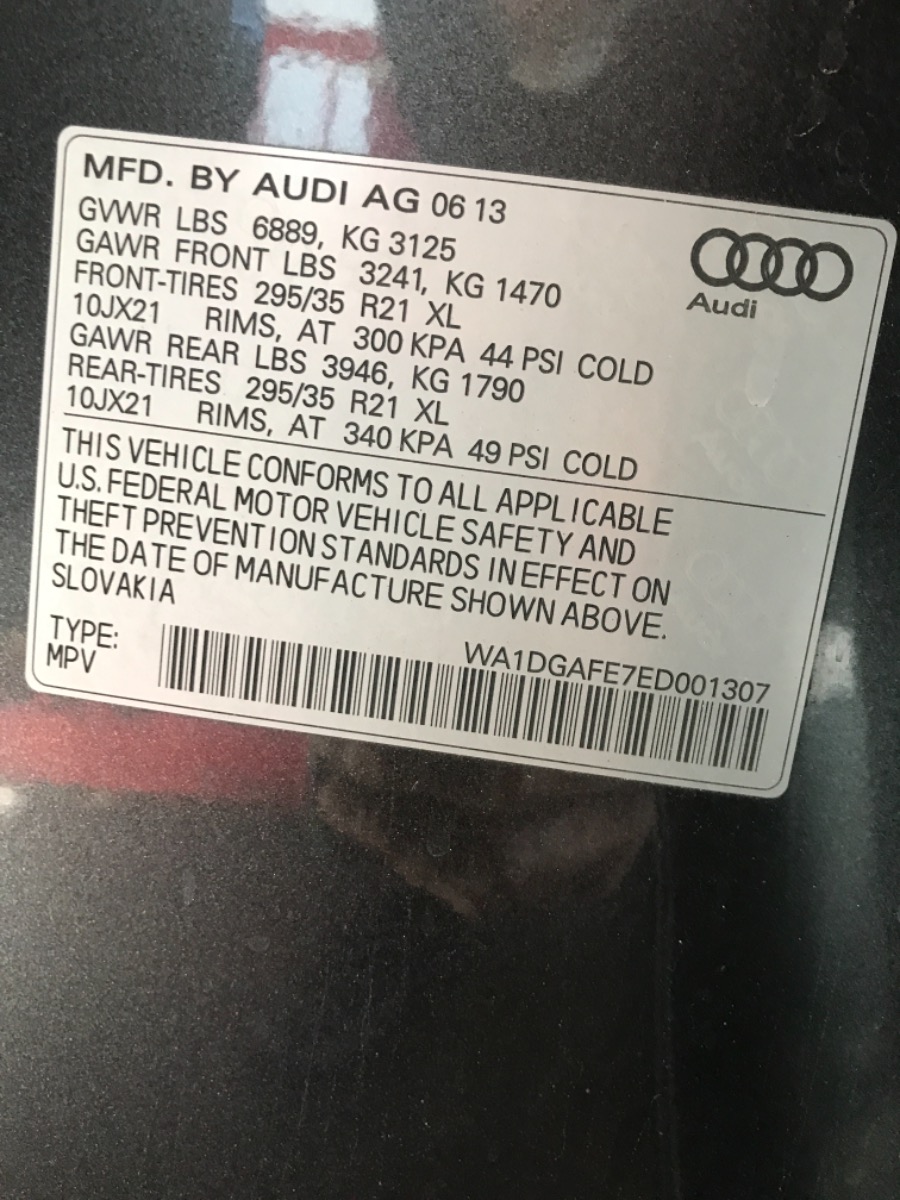 MFD. BY AUDI AG 06 13
GVWR LBS 6889, KG 3125
GAWR FRONT LBS 3241, KG 1470
FRONT-TIRES 295/35 R21 XL
10JX21 RIMS, AT 300 KPA 44 PSI COLD
GAWR REAR LBS 3946, KG 1790
REAR-TIRES 295/35 R21 XL
10JX21 RIMS, AT 340 KPA 49 PSI COLD
Audi
THIS VEHICLE CONFORMS TO ALL APPLICABLE
U.S. FEDERAL MOTOR VEHICLE SAFETY AND
THEFT PREVENTION STANDARDS IN EFFECT ON
THE DATE OF MANUFACTURE SHOWN ABOVE.
SLOVAKIA
TYPE:
MPV
WA1DGAFE7ED001307